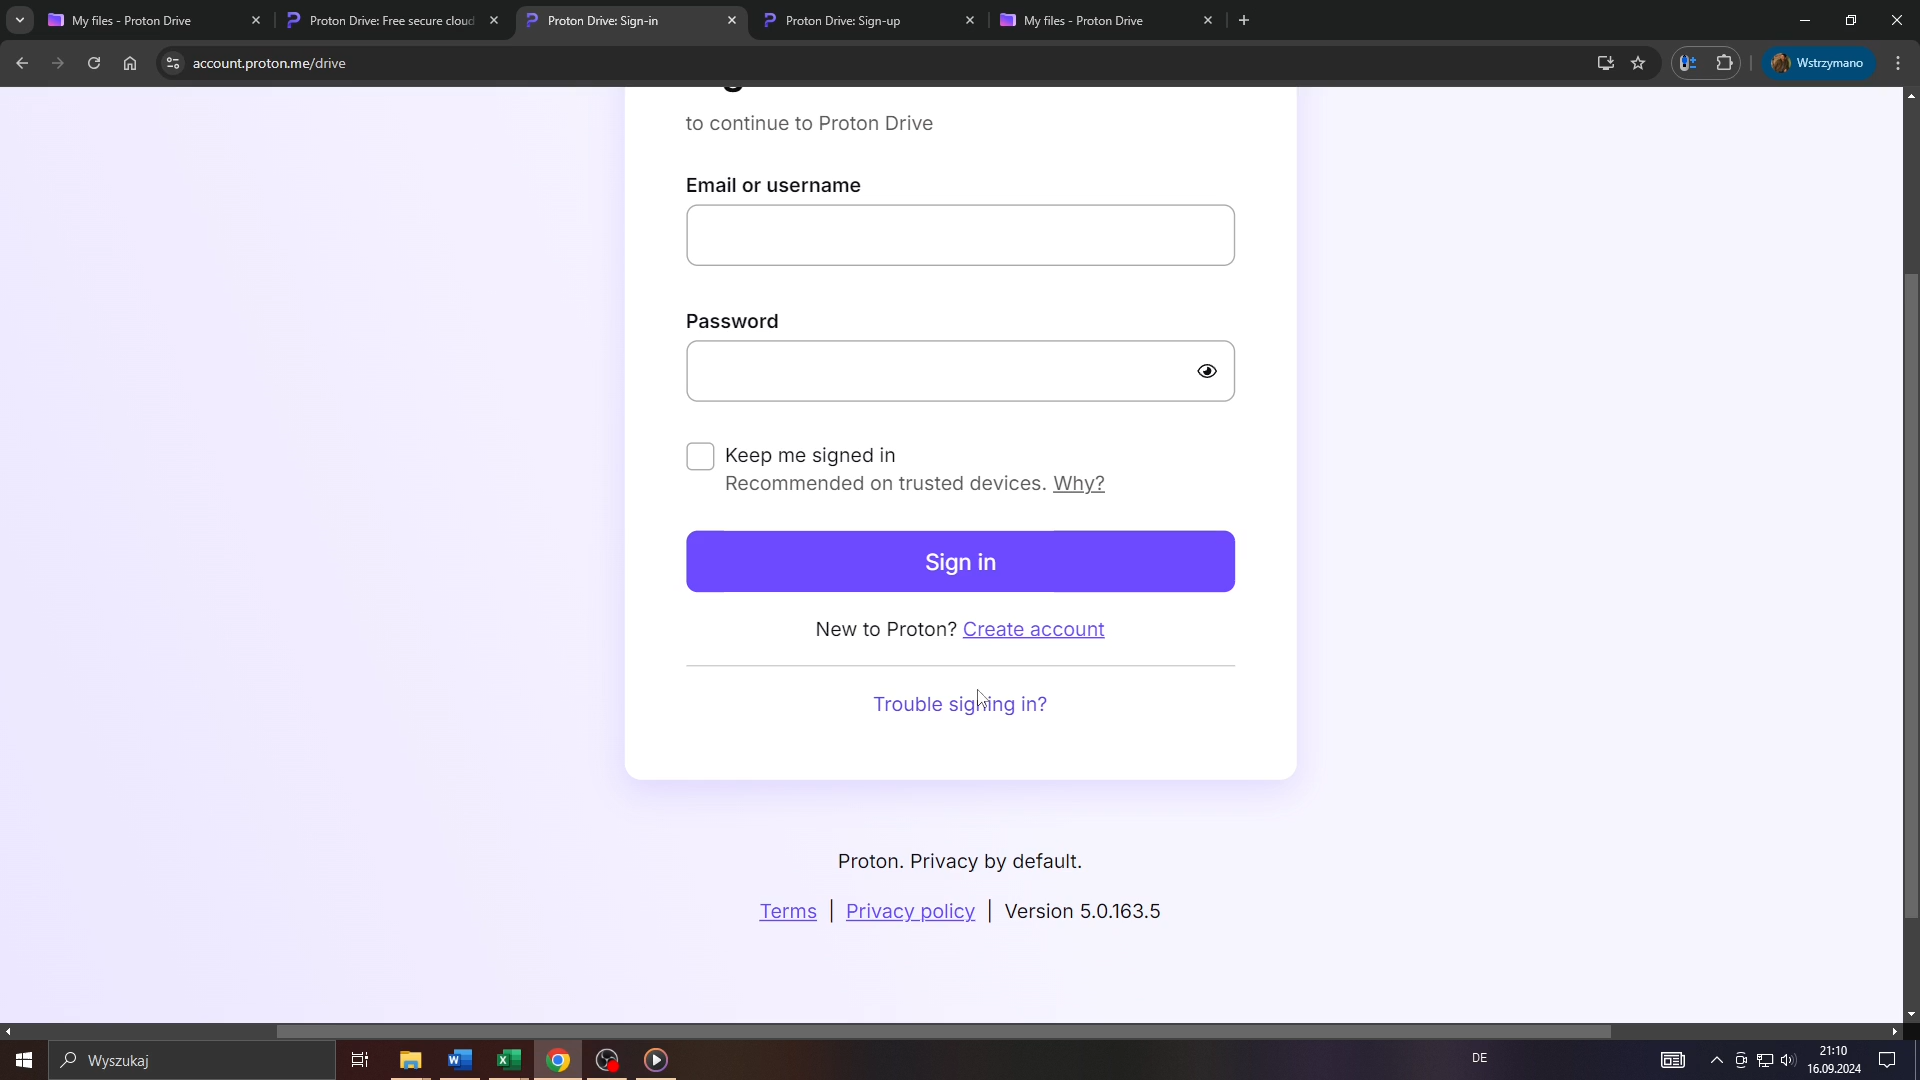 My files - Proton Drive
Proton Drive: Free secure cloud
Proton Drive: Sign-in
Proton Drive: Sign-up
My files - Proton Drive
account.proton.me/drive
Wstrzymano
to continue to Proton Drive
Email or username
Password
Keep me signed in
Recommended on trusted devices. Why?
Sign in
New to Proton? Create account
Trouble signing in?
Proton. Privacy by default.
Terms | Privacy policy | Version 5.0.163.5
Wyszukaj
DE
21:10
16.09.2024